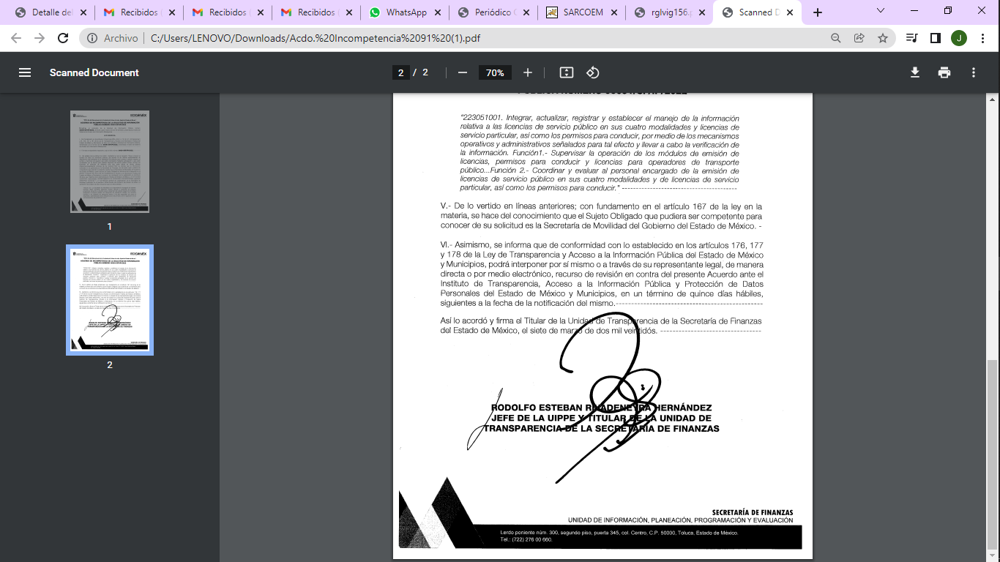 Detalle del
Recibidos
Recibidos
Recibidos
WhatsApp
Periódico
SARCOEM
rglvig156.p
Scanned D
Archivo
C:/Users/LENOVO/Downloads/Acdo.%20Incompetencia%2091%20(1).pdf
J
Scanned Document
2 / 2
70%
1
2
"223051001. Integrar, actualizar, registrar y establecer el manejo de la información
relativa a las licencias de servicio público en sus cuatro modalidades y licencias de
servicio particular, así como los permisos para conducir, por medio de los mecanismos
operativos y administrativos señalados para tal efecto y llevar a cabo la verificación de
la información. Función1.- Supervisar la operación de los módulos de emisión de
licencias, permisos para conducir y licencias para operadores de transporte
público...Función 2.- Coordinar y evaluar al personal encargado de la emisión de
licencias de servicio público en sus cuatro modalidades y de licencias de servicio
particular, así como los permisos para conducir." ------------------------------------
V.- De lo vertido en líneas anteriores; con fundamento en el artículo 167 de la ley en la
materia, se hace del conocimiento que el Sujeto Obligado que pudiera ser competente para
conocer de su solicitud es la Secretaría de Movilidad del Gobierno del Estado de México. -
VI.- Asimismo, se informa que de conformidad con lo establecido en los artículos 176, 177
y 178 de la Ley de Transparencia y Acceso a la Información Pública del Estado de México
y Municipios, podrá interponer por sí mismo o a través de su representante legal, de manera
directa o por medio electrónico, recurso de revisión en contra del presente Acuerdo ante el
Instituto de Transparencia, Acceso a la Información Pública y Protección de Datos
Personales del Estado de México y Municipios, en un término de quince días hábiles,
siguientes a la fecha de la notificación del mismo.---------------------------------------------
Así lo acordó y firma el Titular de la Unidad de Transparencia de la Secretaría de Finanzas
del Estado de México, el siete de marzo de dos mil veintidós. -------------------------------
RODOLFO ESTEBAN RIVADENEYRA HERNÁNDEZ
JEFE DE LA UIPPE Y TITULAR DE LA UNIDAD DE
TRANSPARENCIA DE LA SECRETARÍA DE FINANZAS
SECRETARÍA DE FINANZAS
UNIDAD DE INFORMACIÓN, PLANEACIÓN, PROGRAMACIÓN Y EVALUACIÓN
Lerdo poniente núm. 300, segundo piso, puerta 345, col. Centro, C.P. 50000, Toluca, Estado de México.
Tel.: (722) 276 00 660.